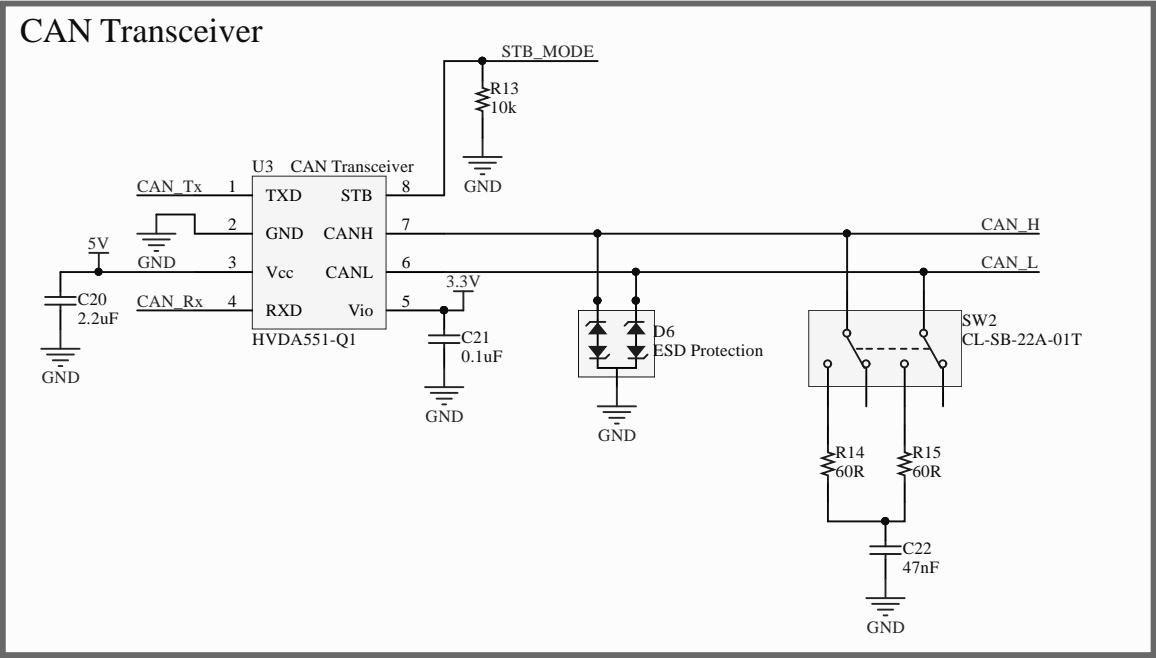 CAN Transceiver
STB_MODE
R13
10k
GND
U3 CAN Transceiver
CAN_Tx 1 TXD STB 8
2 GND CANH 7 CAN_H
GND
5V
3 Vcc CANL 6 CAN_L
3.3V
CAN_Rx 4 RXD Vio 5
C20
2.2uF
GND
HVDA551-Q1
C21
0.1uF
GND
D6
ESD Protection
GND
SW2
CL-SB-22A-01T
R14
60R
R15
60R
C22
47nF
GND